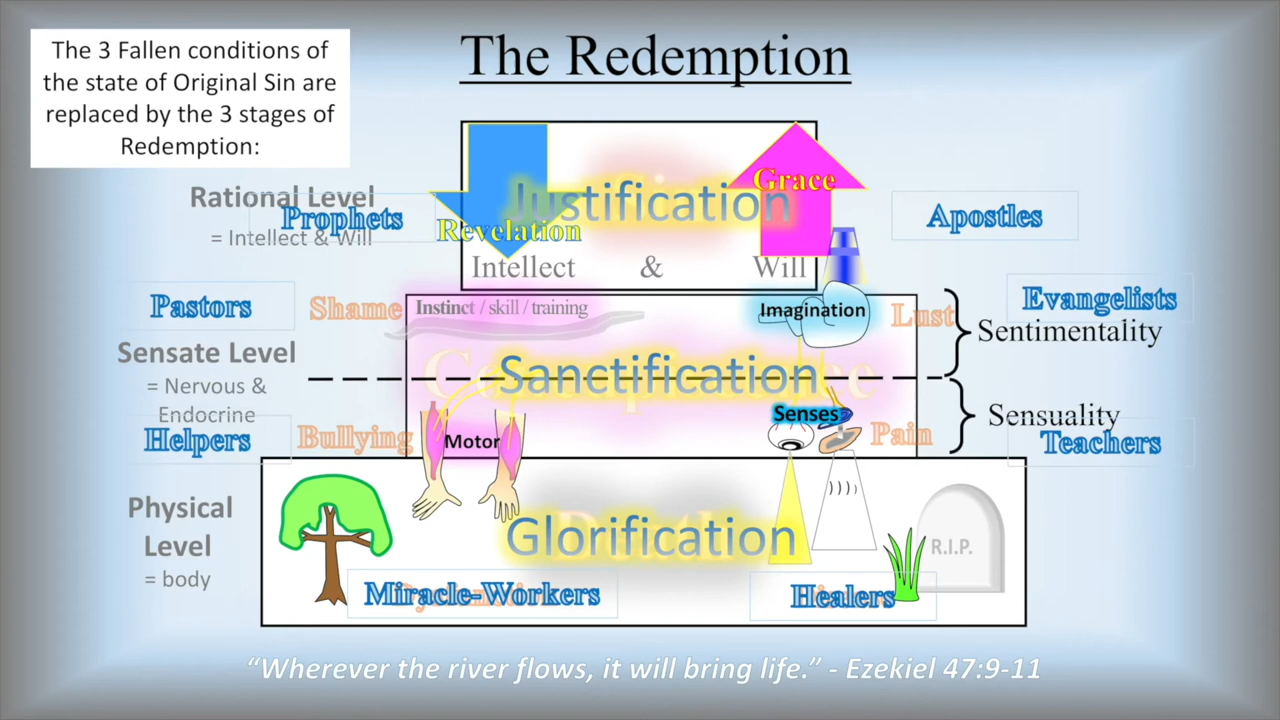 The Redemption
The 3 Fallen conditions of
the state of Original Sin are
replaced by the 3 stages of
Redemption:
Rational Level
= Intellect & Will
Prophets
Justification
Revelation
Grace
Apostles
Intellect & Will
Pastors
Shame
Instinct / skill / training
Imagination
Lust
Evangelists
Sentimentality
Sensate Level
= Nervous &
Endocrine
Sanctification
Helpers
Bullying
Motor
Senses
Pain
Sensuality
Teachers
Physical
Level
= body
Glorification
R.I.P.
Miracle-Workers
Healers
“Wherever the river flows, it will bring life.” - Ezekiel 47:9-11